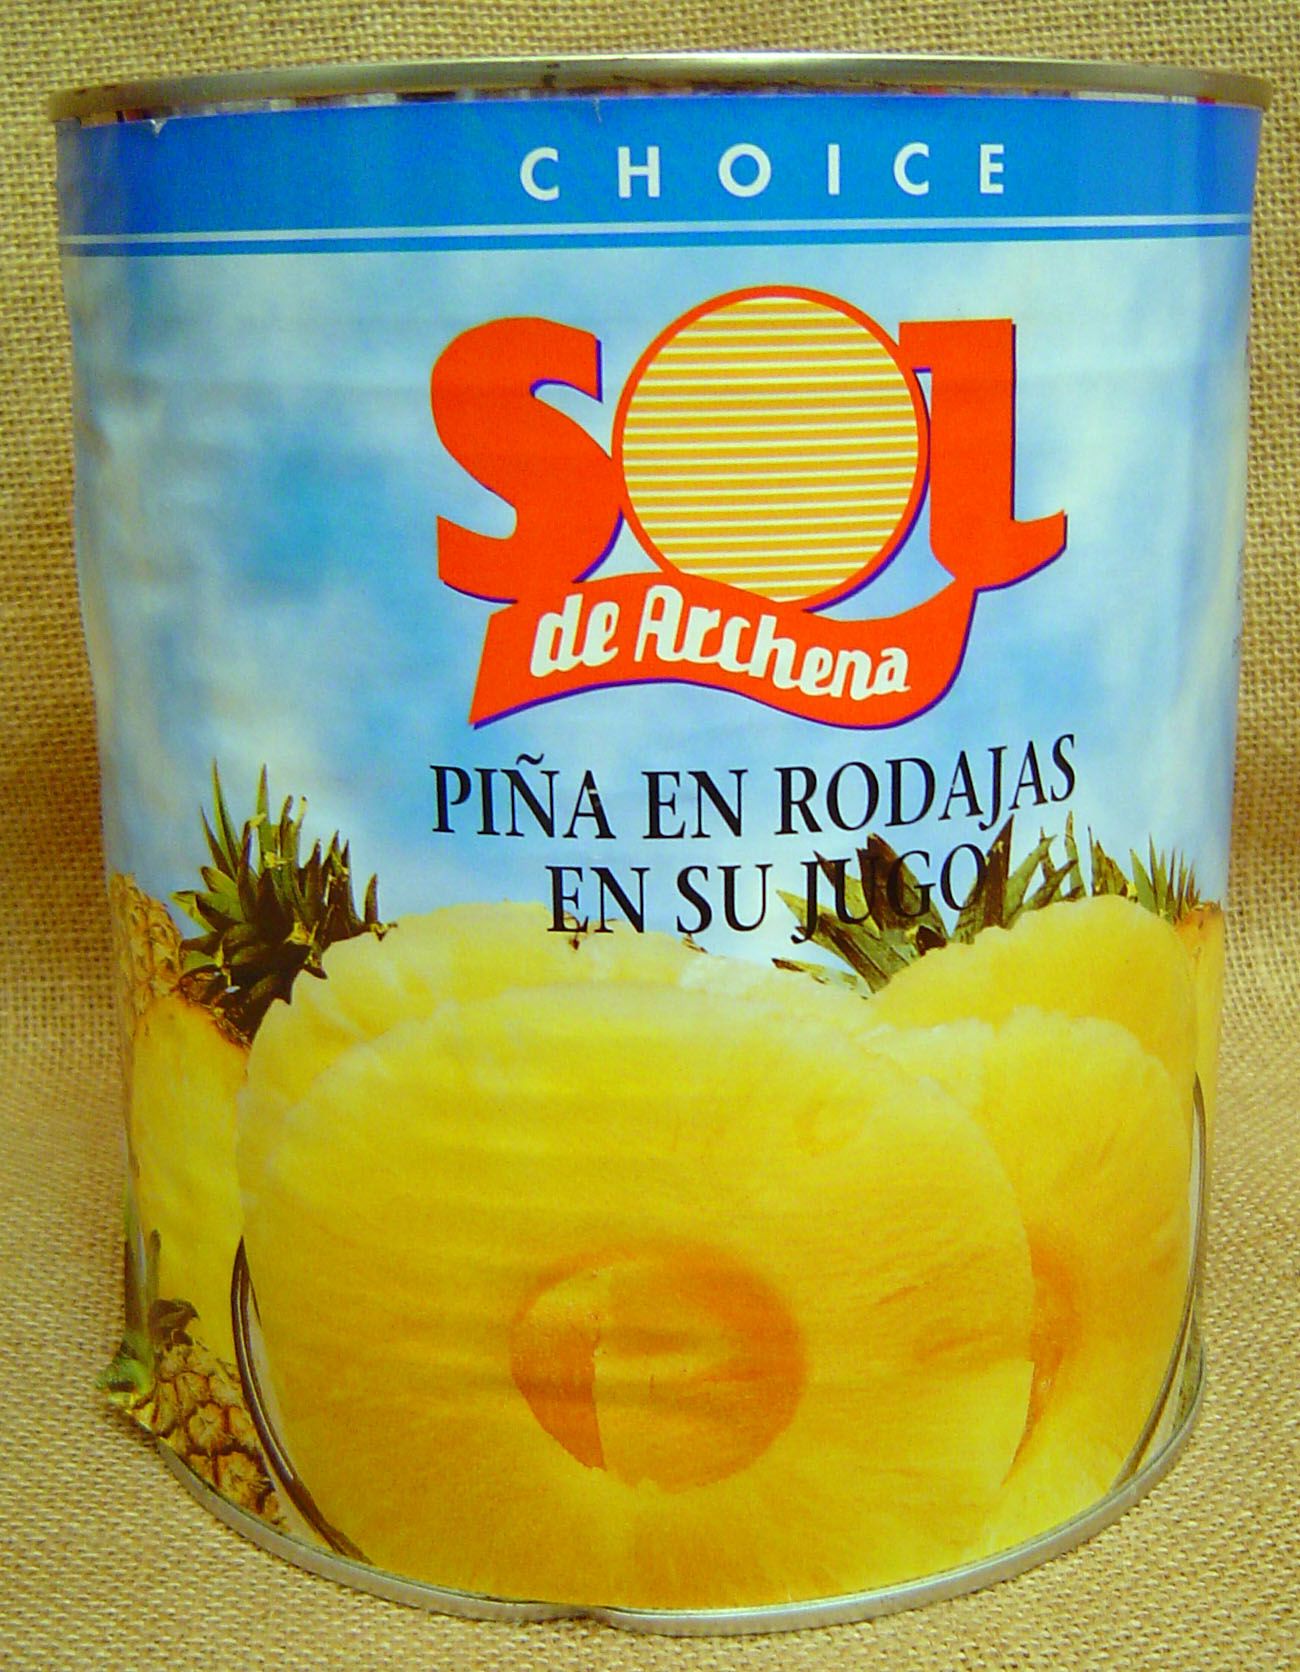 CHOICE
SOL
de Archena
PIÑA EN RODAJAS
EN SU JUGO